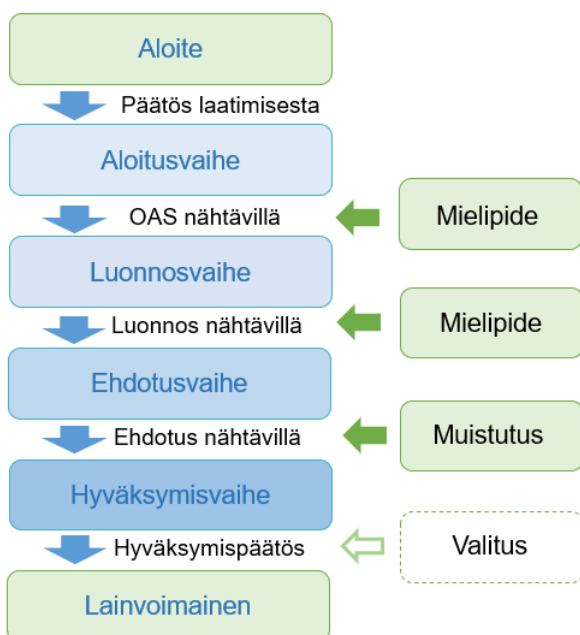 Aloite
Päätös laatimisesta
Aloitusvaihe
OAS nähtävillä
Mielipide
Luonnosvaihe
Luonnos nähtävillä
Mielipide
Ehdotusvaihe
Ehdotus nähtävillä
Muistutus
Hyväksymisvaihe
Hyväksymispäätös
Valitus
Lainvoimainen